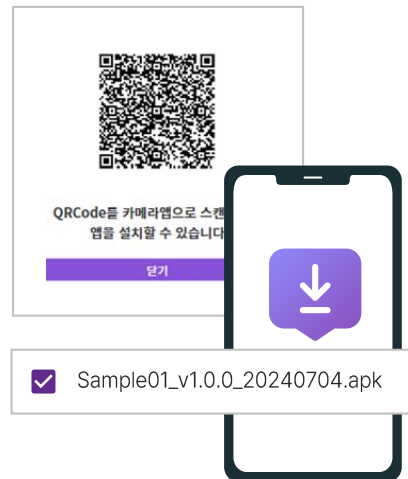 QRCode를 카메라앱으로 스캔
앱을 설치할 수 있습니다
닫기
Sample01_v1.0.0_20240704.apk